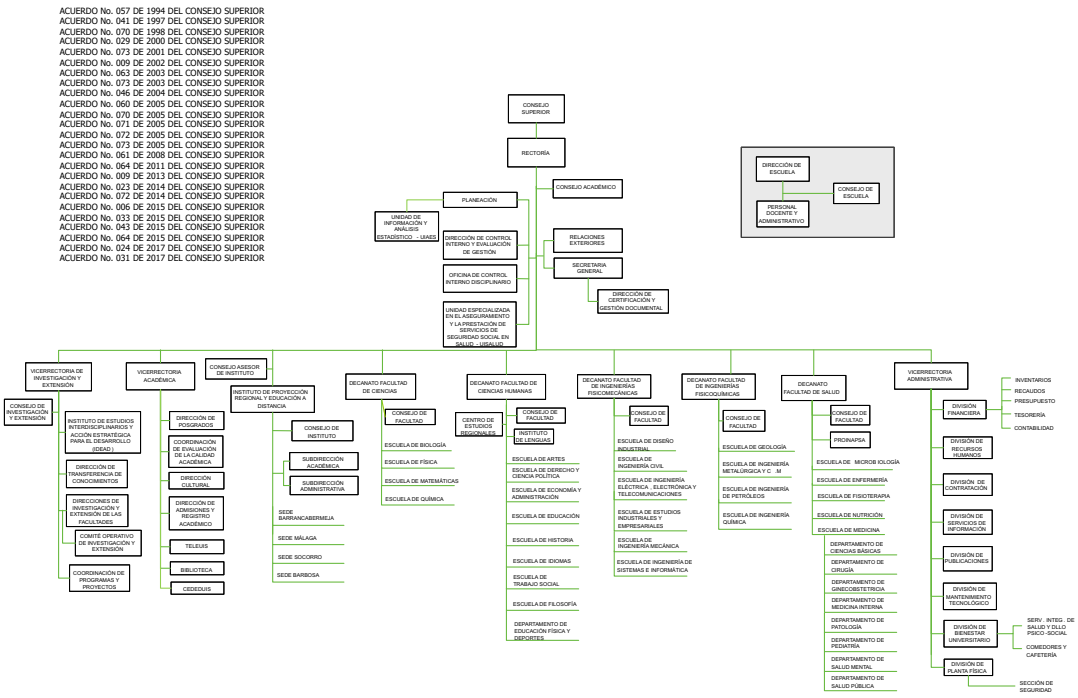 ACUERDO No. 057 DE 1994 DEL CONSEJO SUPERIOR
ACUERDO No. 041 DE 1997 DEL CONSEJO SUPERIOR
ACUERDO No. 070 DE 1998 DEL CONSEJO SUPERIOR
ACUERDO No. 029 DE 2000 DEL CONSEJO SUPERIOR
ACUERDO No. 073 DE 2001 DEL CONSEJO SUPERIOR
ACUERDO No. 009 DE 2002 DEL CONSEJO SUPERIOR
ACUERDO No. 063 DE 2003 DEL CONSEJO SUPERIOR
ACUERDO No. 073 DE 2003 DEL CONSEJO SUPERIOR
ACUERDO No. 046 DE 2004 DEL CONSEJO SUPERIOR
ACUERDO No. 060 DE 2005 DEL CONSEJO SUPERIOR
ACUERDO No. 070 DE 2005 DEL CONSEJO SUPERIOR
ACUERDO No. 071 DE 2005 DEL CONSEJO SUPERIOR
ACUERDO No. 072 DE 2005 DEL CONSEJO SUPERIOR
ACUERDO No. 073 DE 2005 DEL CONSEJO SUPERIOR
ACUERDO No. 061 DE 2008 DEL CONSEJO SUPERIOR
ACUERDO No. 064 DE 2011 DEL CONSEJO SUPERIOR
ACUERDO No. 009 DE 2013 DEL CONSEJO SUPERIOR
ACUERDO No. 023 DE 2014 DEL CONSEJO SUPERIOR
ACUERDO No. 072 DE 2014 DEL CONSEJO SUPERIOR
ACUERDO No. 006 DE 2015 DEL CONSEJO SUPERIOR
ACUERDO No. 033 DE 2015 DEL CONSEJO SUPERIOR
ACUERDO No. 043 DE 2015 DEL CONSEJO SUPERIOR
ACUERDO No. 064 DE 2015 DEL CONSEJO SUPERIOR
ACUERDO No. 024 DE 2017 DEL CONSEJO SUPERIOR
ACUERDO No. 031 DE 2017 DEL CONSEJO SUPERIOR
CONSEJO
SUPERIOR
RECTORÍA
CONSEJO ACADÉMICO
PLANEACIÓN
UNIDAD DE
INFORMACIÓN Y
ANÁLISIS
ESTADÍSTICO - UIAES
DIRECCIÓN DE CONTROL
INTERNO Y EVALUACIÓN
DE GESTIÓN
RELACIONES
EXTERIORES
SECRETARIA
GENERAL
OFICINA DE CONTROL
INTERNO DISCIPLINARIO
DIRECCIÓN DE
CERTIFICACIÓN Y
GESTIÓN DOCUMENTAL
UNIDAD ESPECIALIZADA
EN EL ASEGURAMIENTO
Y LA PRESTACIÓN DE
SERVICIOS DE
SEGURIDAD SOCIAL EN
SALUD - UISALUD
DIRECCIÓN DE
ESCUELA
CONSEJO DE
ESCUELA
PERSONAL
DOCENTE Y
ADMINISTRATIVO
VICERRECTORIA DE
INVESTIGACIÓN Y
EXTENSIÓN
CONSEJO DE
INVESTIGACIÓN
Y EXTENSIÓN
INSTITUTO DE ESTUDIOS
INTERDISCIPLINARIOS Y
ACCIÓN ESTRATÉGICA
PARA EL DESARROLLO
(IDEAD )
DIRECCIÓN DE
TRANSFERENCIA DE
CONOCIMIENTOS
DIRECCIONES DE
INVESTIGACIÓN Y
EXTENSIÓN DE LAS
FACULTADES
COMITÉ OPERATIVO
DE INVESTIGACIÓN Y
EXTENSIÓN
COORDINACIÓN DE
PROGRAMAS Y
PROYECTOS
VICERRECTORIA
ACADÉMICA
DIRECCIÓN DE
POSGRADOS
COORDINACIÓN
DE EVALUACIÓN
DE LA CALIDAD
ACADÉMICA
DIRECCIÓN
CULTURAL
DIRECCIÓN DE
ADMISIONES Y
REGISTRO
ACADÉMICO
TELEUIS
BIBLIOTECA
CEDEDUIS
CONSEJO ASESOR
DE INSTITUTO
INSTITUTO DE PROYECCIÓN
REGIONAL Y EDUCACIÓN A
DISTANCIA
CONSEJO DE
INSTITUTO
SUBDIRECCIÓN
ACADÉMICA
SUBDIRECCIÓN
ADMINISTRATIVA
SEDE
BARRANCABERMEJA
SEDE MÁLAGA
SEDE SOCORRO
SEDE BARBOSA
DECANATO FACULTAD
DE CIENCIAS
CONSEJO DE
FACULTAD
ESCUELA DE BIOLOGÍA
ESCUELA DE FÍSICA
ESCUELA DE MATEMÁTICAS
ESCUELA DE QUÍMICA
DECANATO FACULTAD DE
CIENCIAS HUMANAS
CENTRO DE
ESTUDIOS
REGIONALES
CONSEJO DE
FACULTAD
INSTITUTO
DE LENGUAS
ESCUELA DE ARTES
ESCUELA DE DERECHO Y
CIENCIA POLÍTICA
ESCUELA DE ECONOMÍA Y
ADMINISTRACIÓN
ESCUELA DE EDUCACIÓN
ESCUELA DE HISTORIA
ESCUELA DE IDIOMAS
ESCUELA DE
TRABAJO SOCIAL
ESCUELA DE FILOSOFÍA
DEPARTAMENTO DE
EDUCACIÓN FÍSICA Y
DEPORTES
DECANATO FACULTAD
DE INGENIERÍAS
FISICOMECÁNICAS
CONSEJO DE
FACULTAD
ESCUELA DE DISEÑO
INDUSTRIAL
ESCUELA DE
INGENIERÍA CIVIL
ESCUELA DE INGENIERÍA
ELÉCTRICA , ELECTRÓNICA Y
TELECOMUNICACIONES
ESCUELA DE ESTUDIOS
INDUSTRIALES Y
EMPRESARIALES
ESCUELA DE
INGENIERÍA MECÁNICA
ESCUELA DE INGENIERÍA DE
SISTEMAS E INFORMÁTICA
DECANATO FACULTAD
DE INGENIERÍAS
FISICOQUÍMICAS
CONSEJO DE
FACULTAD
ESCUELA DE GEOLOGÍA
ESCUELA DE INGENIERÍA
METALÚRGICA Y C .M
ESCUELA DE INGENIERÍA
DE PETRÓLEOS
ESCUELA DE INGENIERÍA
QUÍMICA
DECANATO
FACULTAD DE SALUD
CONSEJO DE
FACULTAD
PROINAPSA
ESCUELA DE MICROB IOLOGÍA
ESCUELA DE ENFERMERÍA
ESCUELA DE FISIOTERAPIA
ESCUELA DE NUTRICIÓN
ESCUELA DE MEDICINA
DEPARTAMENTO DE
CIENCIAS BÁSICAS
DEPARTAMENTO DE
CIRUGÍA
DEPARTAMENTO DE
GINECOBSTETRICIA
DEPARTAMENTO DE
MEDICINA INTERNA
DEPARTAMENTO DE
PATOLOGÍA
DEPARTAMENTO DE
PEDIATRÍA
DEPARTAMENTO DE
SALUD MENTAL
DEPARTAMENTO DE
SALUD PÚBLICA
VICERRECTORIA
ADMINISTRATIVA
DIVISIÓN
FINANCIERA
INVENTARIOS
RECAUDOS
PRESUPUESTO
TESORERÍA
CONTABILIDAD
DIVISIÓN DE
RECURSOS
HUMANOS
DIVISIÓN DE
CONTRATACIÓN
DIVISIÓN DE
SERVICIOS DE
INFORMACIÓN
DIVISIÓN DE
PUBLICACIONES
DIVISIÓN DE
MANTENIMIENTO
TECNOLÓGICO
DIVISIÓN DE
BIENESTAR
UNIVERSITARIO
SERV . INTEG . DE
SALUD Y DLLO
PSICO -SOCIAL
COMEDORES Y
CAFETERÍA
DIVISIÓN DE
PLANTA FÍSICA
SECCIÓN DE
SEGURIDAD